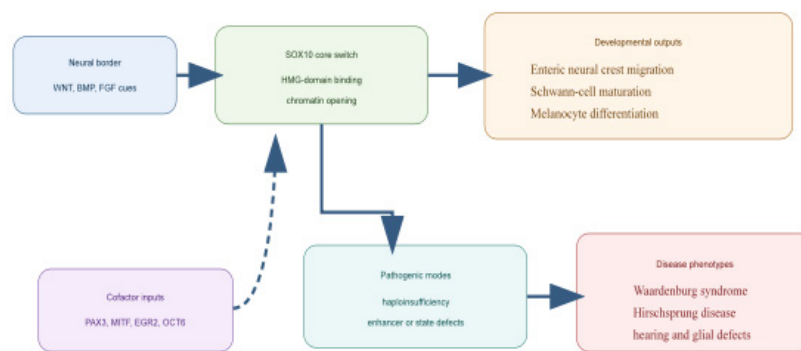 Neural border
WNT, BMP, FGF cues
SOX10 core switch
HMG-domain binding
chromatin opening
Developmental outputs
Enteric neural crest migration
Schwann-cell maturation
Melanocyte differentiation
Cofactor inputs
PAX3, MITF, EGR2, OCT6
Pathogenic modes
haploinsufficiency
enhancer or state defects
Disease phenotypes
Waardenburg syndrome
Hirschsprung disease
hearing and glial defects